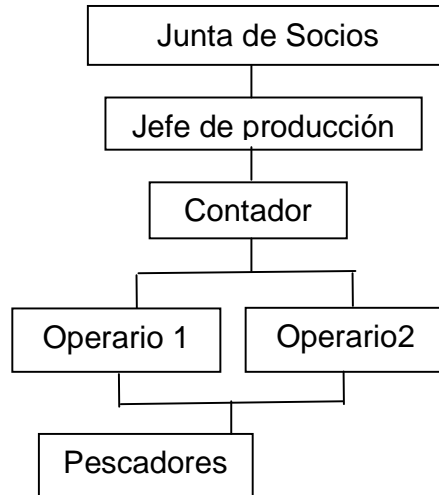 Junta de Socios
Jefe de producción
Contador
Operario 1
Operario2
Pescadores